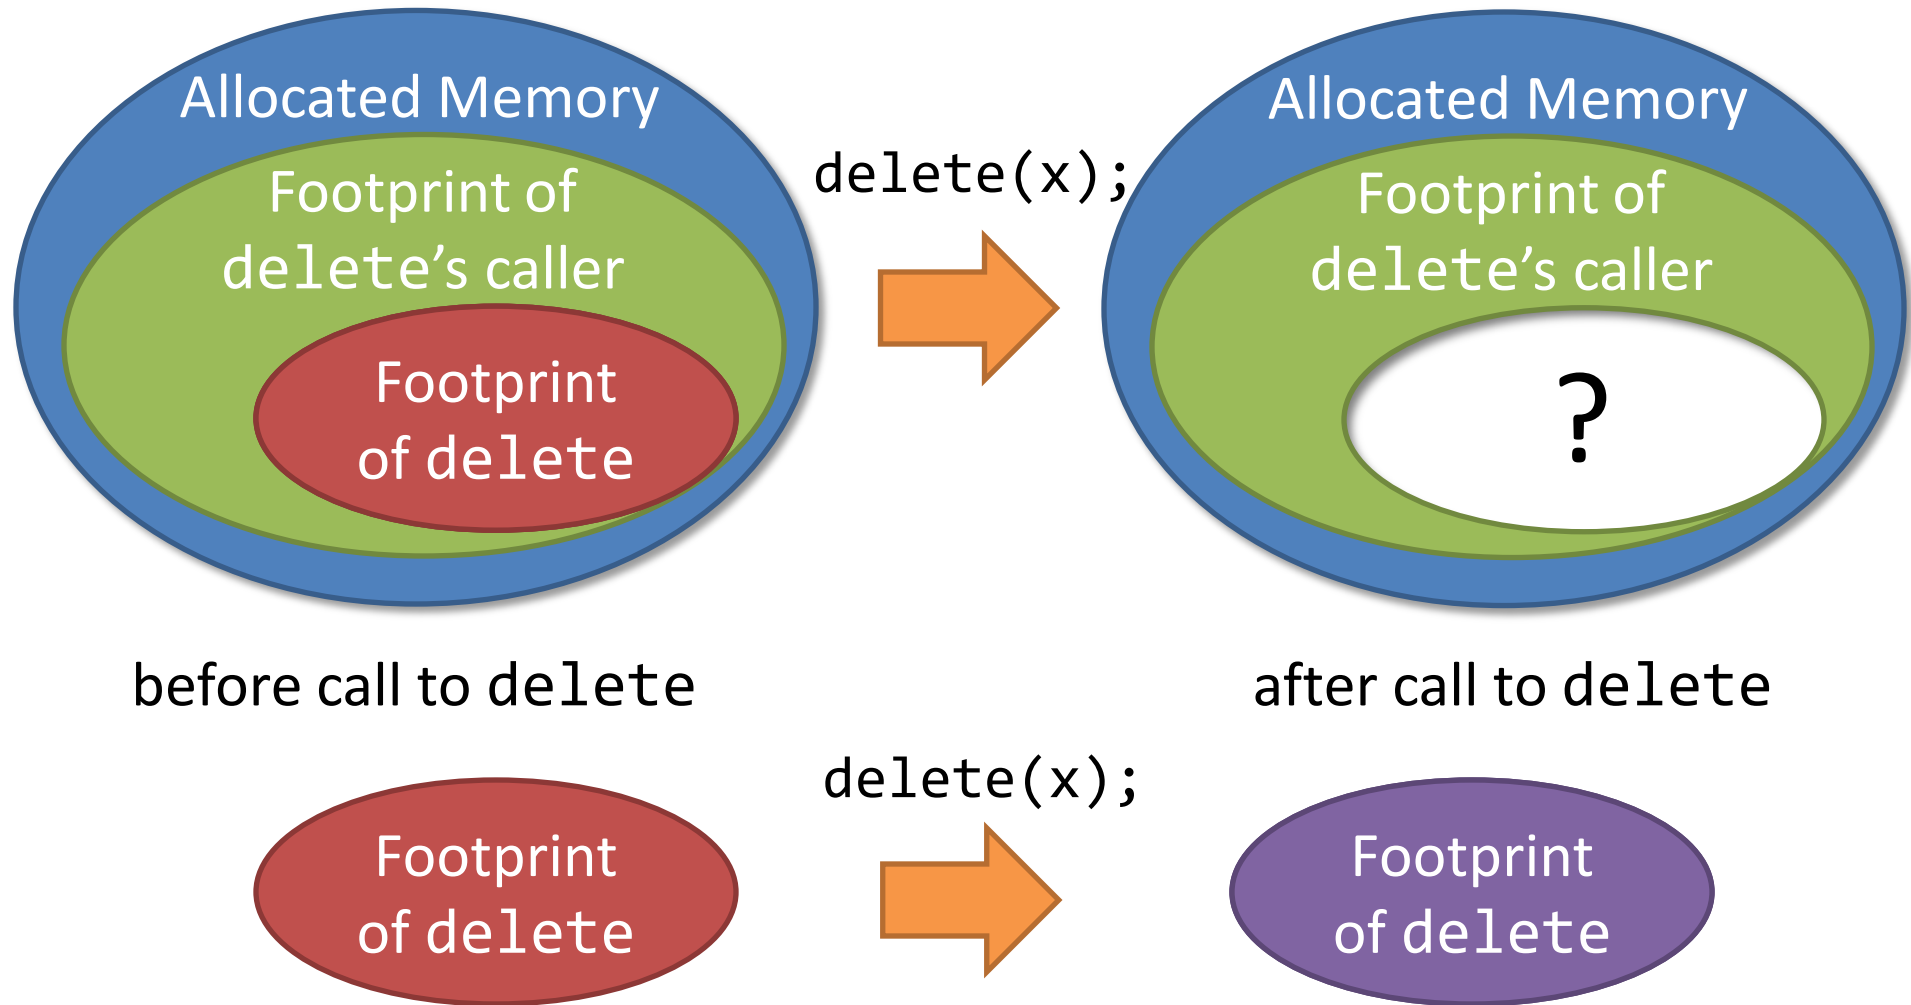 Allocated Memory
Footprint of
delete's caller
Footprint
of delete
delete(x);
Allocated Memory
Footprint of
delete's caller
?
before call to delete
after call to delete
Footprint
of delete
delete(x);
Footprint
of delete